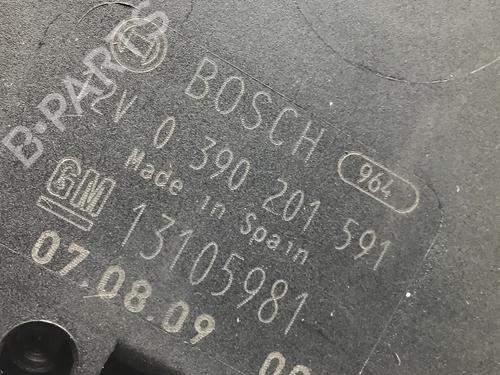 B-PARTS
BOSCH
12V 0 390 201 591
964
Made in Spain
GM 13105981
07.08.09